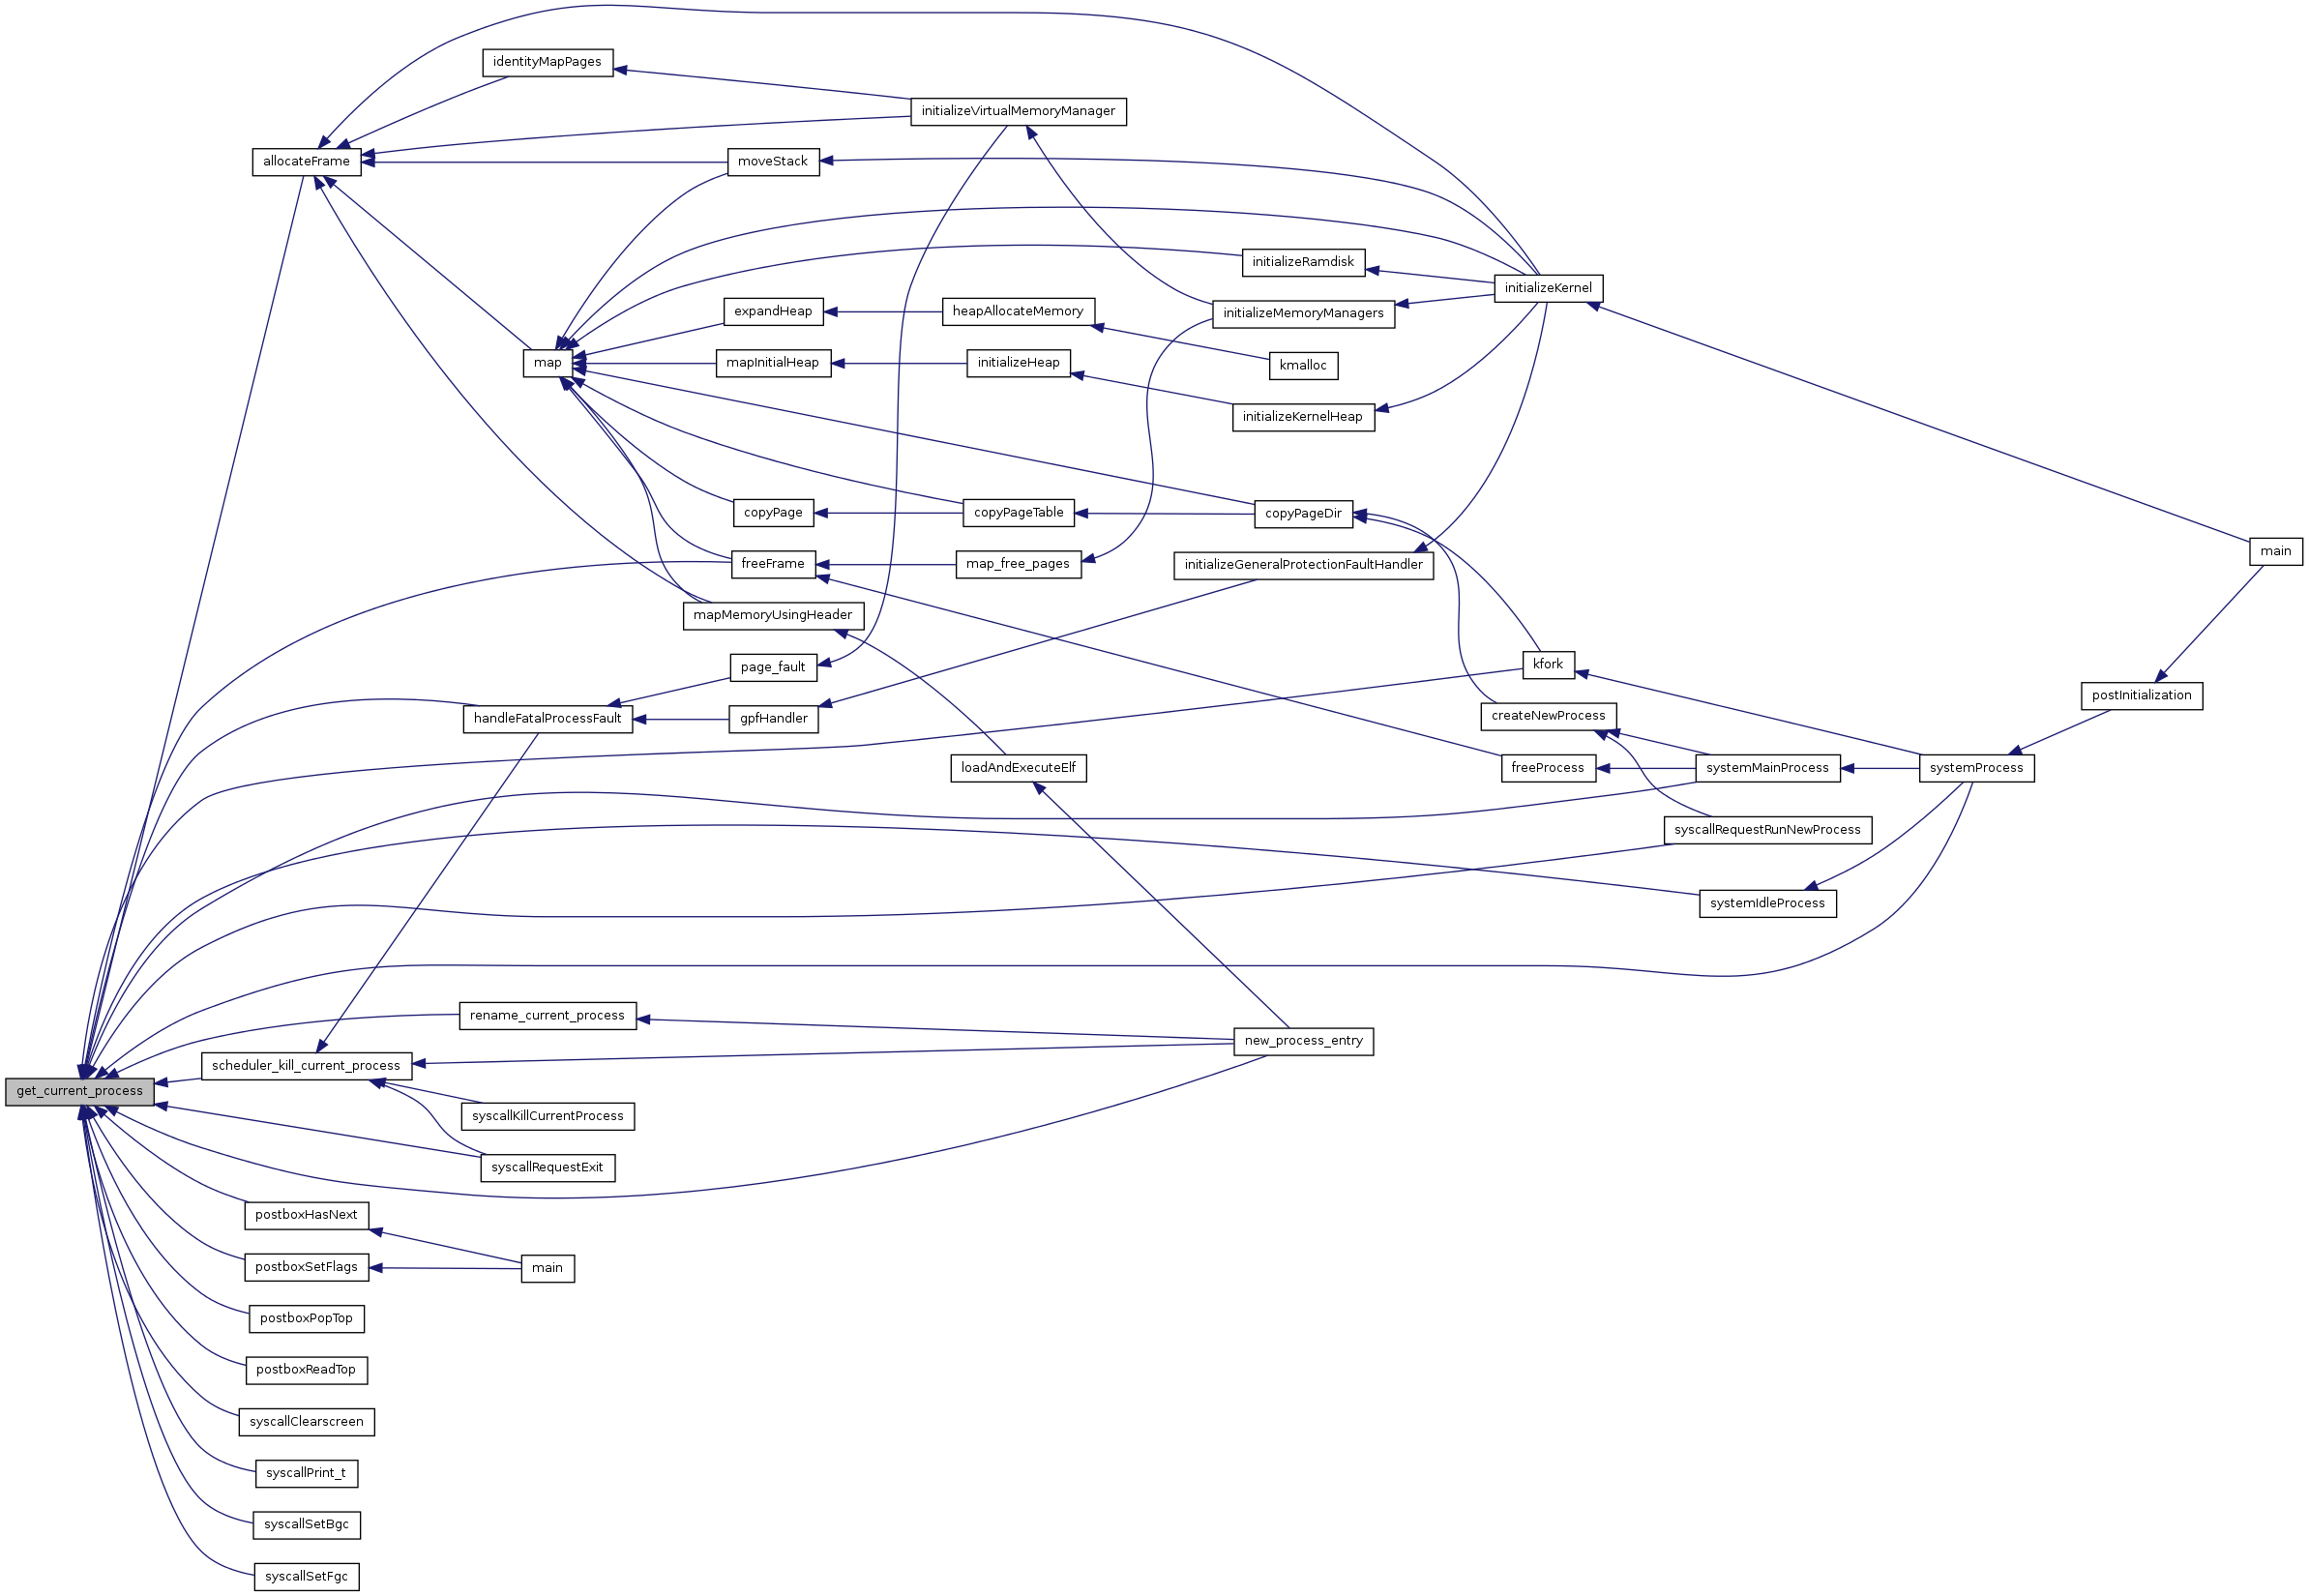 identityMapPages
initializeVirtualMemoryManager
allocateFrame
moveStack
initializeRamdisk
initializeKernel
expandHeap
heapAllocateMemory
initializeMemoryManagers
map
mapInitialHeap
initializeHeap
kmalloc
initializeKernelHeap
copyPage
copyPageTable
copyPageDir
main
freeFrame
map_free_pages
initializeGeneralProtectionFaultHandler
mapMemoryUsingHeader
page_fault
kfork
postInitialization
handleFatalProcessFault
gpfHandler
createNewProcess
loadAndExecuteElf
freeProcess
systemMainProcess
systemProcess
syscallRequestRunNewProcess
systemIdleProcess
rename_current_process
new_process_entry
scheduler_kill_current_process
get_current_process
syscallKillCurrentProcess
syscallRequestExit
postboxHasNext
postboxSetFlags
main
postboxPopTop
postboxReadTop
syscallClearscreen
syscallPrint_t
syscallSetBgc
syscallSetFgc